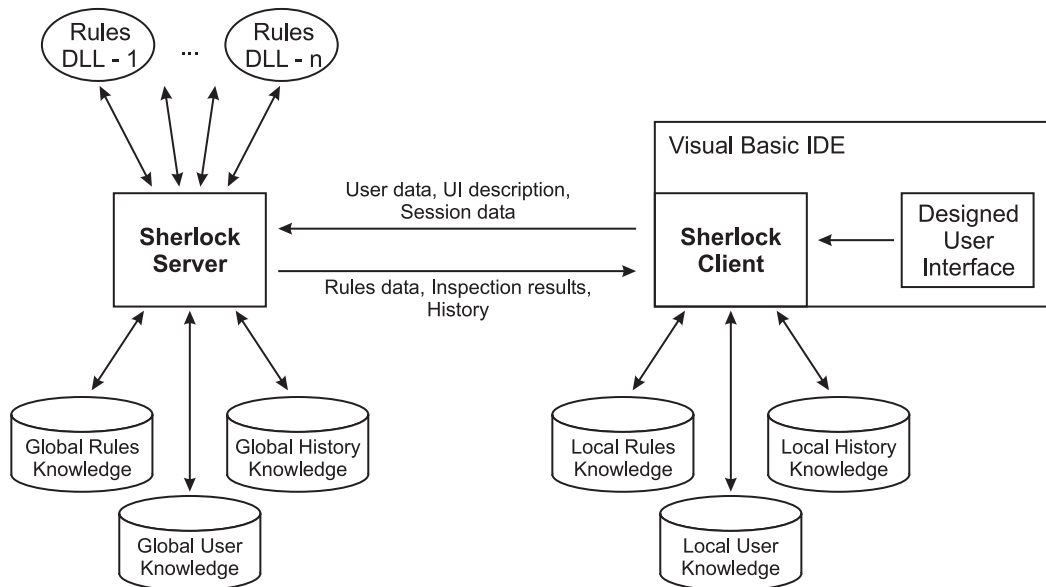 Rules
DLL - 1
...
Rules
DLL - n
Visual Basic IDE
User data, UI description,
Session data
Sherlock
Server
Sherlock
Client
Designed
User
Interface
Rules data, Inspection results,
History
Global Rules
Knowledge
Global History
Knowledge
Global User
Knowledge
Local Rules
Knowledge
Local History
Knowledge
Local User
Knowledge